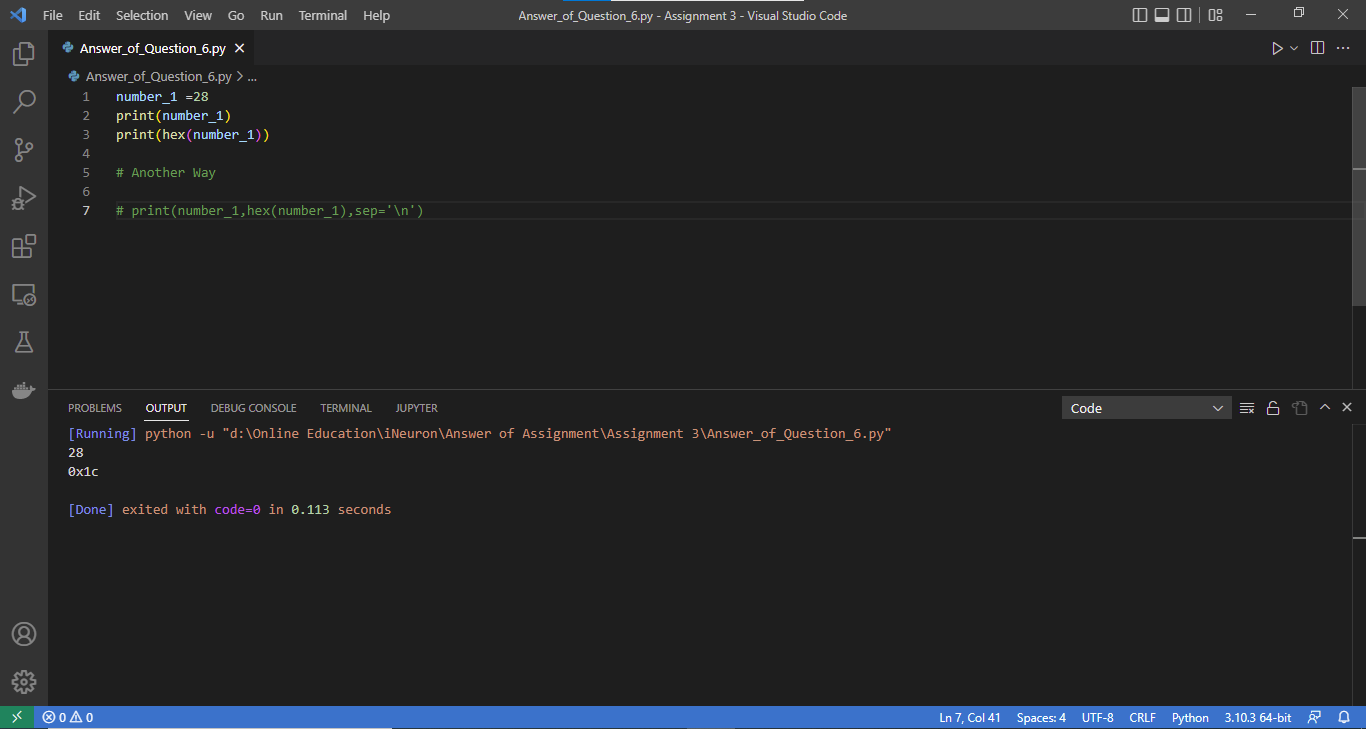 File Edit Selection View Go Run Terminal Help Answer_of_Question_6.py - Assignment 3 - Visual Studio Code
Answer_of_Question_6.py
Answer_of_Question_6.py > ...
1 number_1 =28
2 print(number_1)
3 print(hex(number_1))
4
5 # Another Way
6
7 # print(number_1,hex(number_1),sep='\n')
PROBLEMS OUTPUT DEBUG CONSOLE TERMINAL JUPYTER Code
[Running] python -u "d:\Online Education\iNeuron\Answer of Assignment\Assignment 3\Answer_of_Question_6.py"
28
0x1c
[Done] exited with code=0 in 0.113 seconds
0 0 Ln 7, Col 41 Spaces: 4 UTF-8 CRLF Python 3.10.3 64-bit